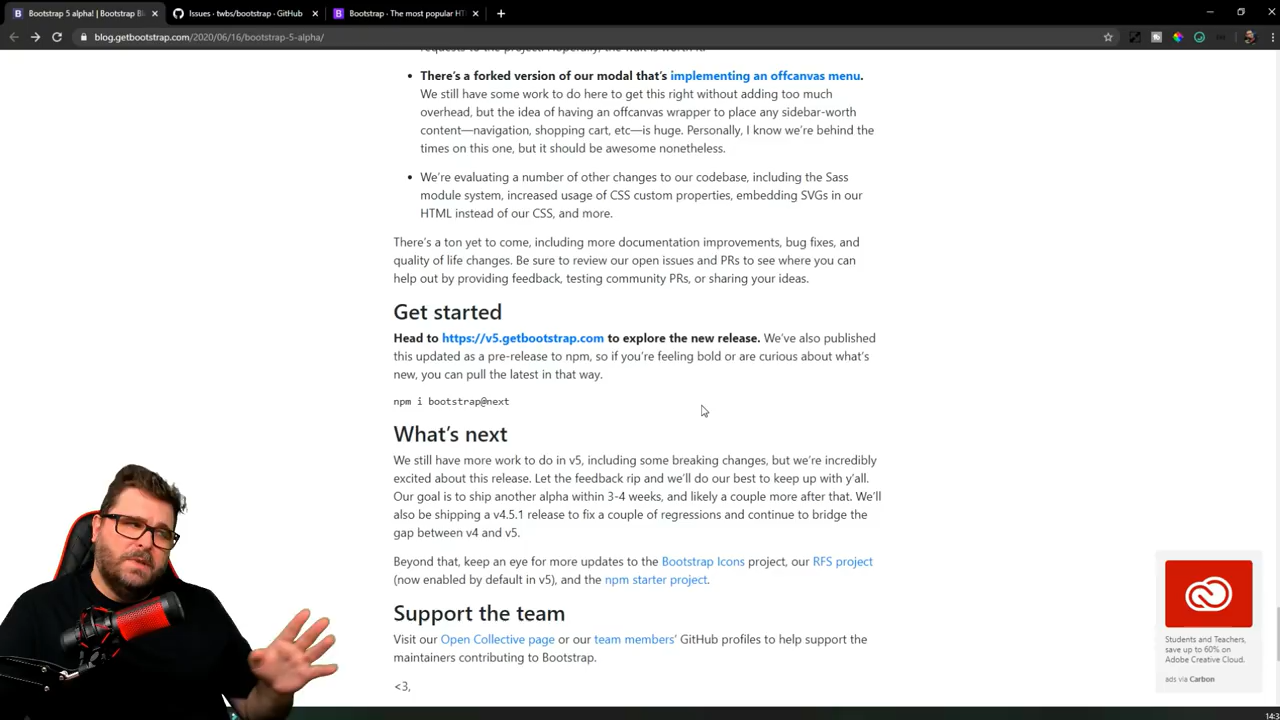 Bootstrap 5 alpha! | Bootstrap Bl
Issues · twbs/bootstrap · GitHub
Bootstrap · The most popular HT
blog.getbootstrap.com/2020/06/16/bootstrap-5-alpha/
requests to the project! Hopefully, the wait is worth it!
There's a forked version of our modal that's implementing an offcanvas menu.
We still have some work to do here to get this right without adding too much
overhead, but the idea of having an offcanvas wrapper to place any sidebar-worth
content—navigation, shopping cart, etc—is huge. Personally, I know we're behind the
times on this one, but it should be awesome nonetheless.
We're evaluating a number of other changes to our codebase, including the Sass
module system, increased usage of CSS custom properties, embedding SVGs in our
HTML instead of our CSS, and more.
There's a ton yet to come, including more documentation improvements, bug fixes, and
quality of life changes. Be sure to review our open issues and PRs to see where you can
help out by providing feedback, testing community PRs, or sharing your ideas.
Get started
Head to https://v5.getbootstrap.com to explore the new release. We've also published
this updated as a pre-release to npm, so if you're feeling bold or are curious about what's
new, you can pull the latest in that way.
npm i bootstrap@next
What's next
We still have more work to do in v5, including some breaking changes, but we're incredibly
excited about this release. Let the feedback rip and we'll do our best to keep up with y'all.
Our goal is to ship another alpha within 3-4 weeks, and likely a couple more after that. We'll
also be shipping a v4.5.1 release to fix a couple of regressions and continue to bridge the
gap between v4 and v5.
Beyond that, keep an eye for more updates to the Bootstrap Icons project, our RFS project
(now enabled by default in v5), and the npm starter project.
Support the team
Visit our Open Collective page or our team members' GitHub profiles to help support the
maintainers contributing to Bootstrap.
<3,
Students and Teachers,
save up to 60% on
Adobe Creative Cloud.
ads via Carbon
14:3